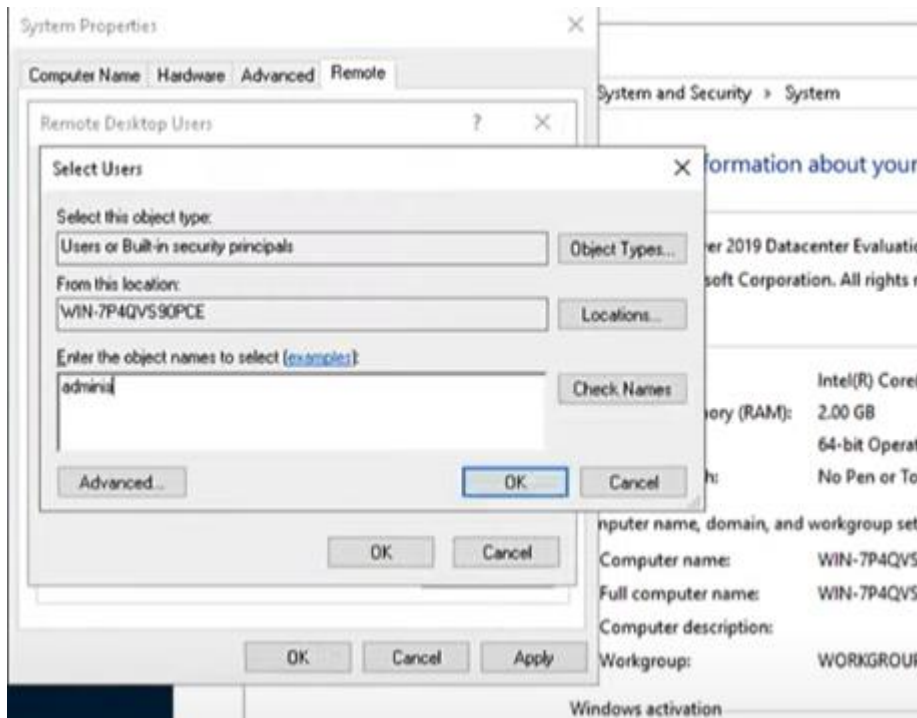 System Properties
Computer Name Hardware Advanced Remote
Remote Desktop Users
?
Select Users
Select this object type:
Users or Built-in security principals
Object Types...
From this location:
WIN-7P4QVS90PCE
Locations...
Enter the object names to select (examples):
adminis
Check Names
Advanced...
OK
Cancel
OK
Cancel
OK
Cancel
Apply
System and Security > System
formation about your
er 2019 Datacenter Evaluatio
soft Corporation. All rights r
Intel(R) Core
ory (RAM): 2.00 GB
64-bit Operat
h: No Pen or To
nputer name, domain, and workgroup set
Computer name: WIN-7P4QVS
Full computer name: WIN-7P4QVS
Computer description:
Workgroup: WORKGROUP
Windows activation